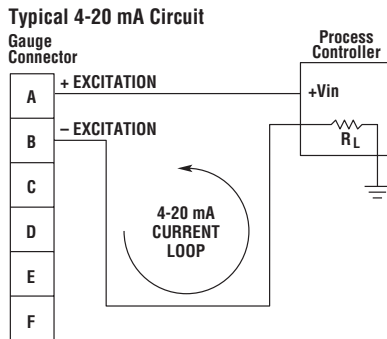 Typical 4-20 mA Circuit
Gauge
Connector
Process
Controller
A
+ EXCITATION
+Vin
B
– EXCITATION
RL
C
D
4-20 mA
CURRENT
LOOP
E
F